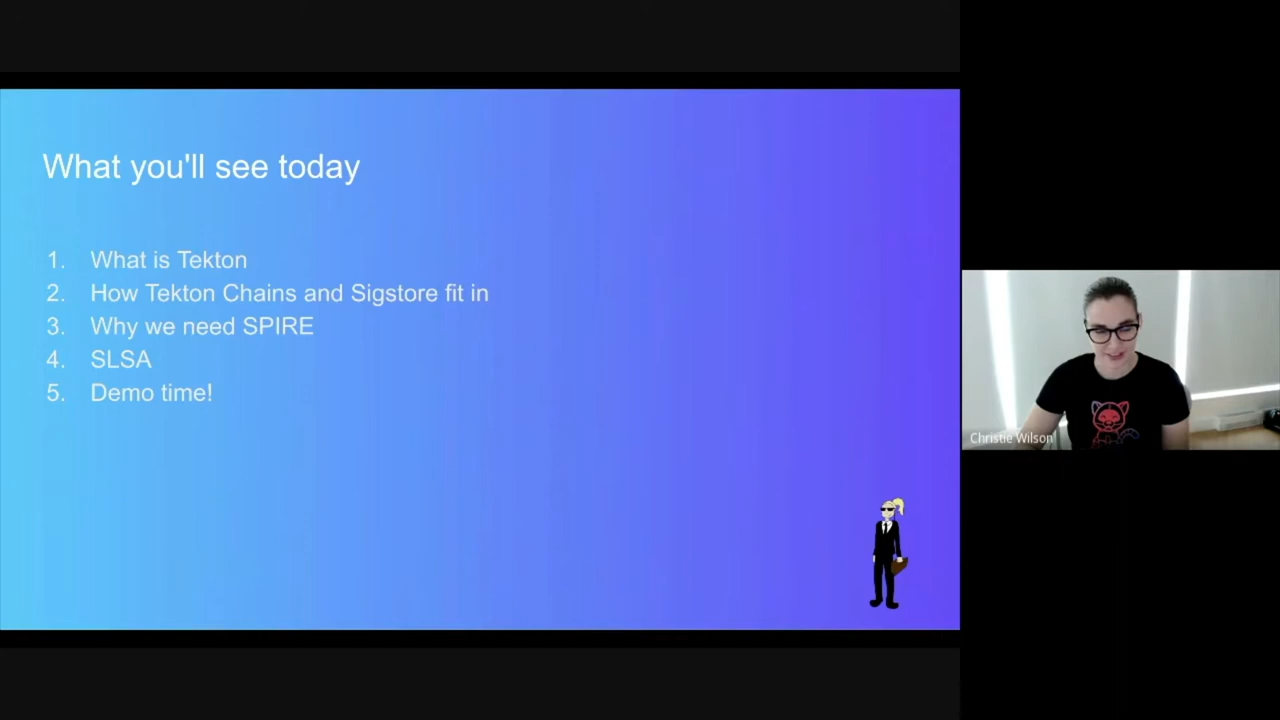 What you'll see today
1. What is Tekton
2. How Tekton Chains and Sigstore fit in
3. Why we need SPIRE
4. SLSA
5. Demo time!
Christie Wilson